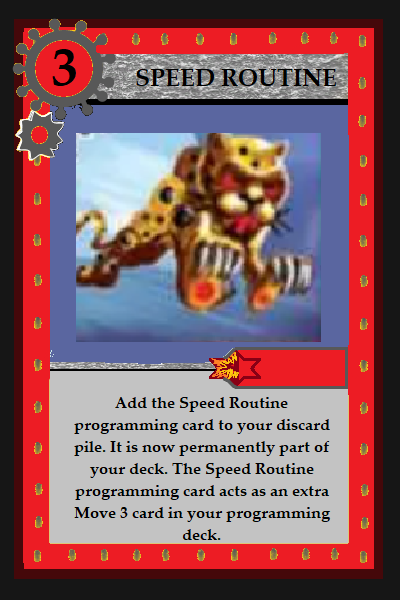 3
SPEED ROUTINE
Add the Speed Routine
programming card to your discard
pile. It is now permanently part of
your deck. The Speed Routine
programming card acts as an extra
Move 3 card in your programming
deck.